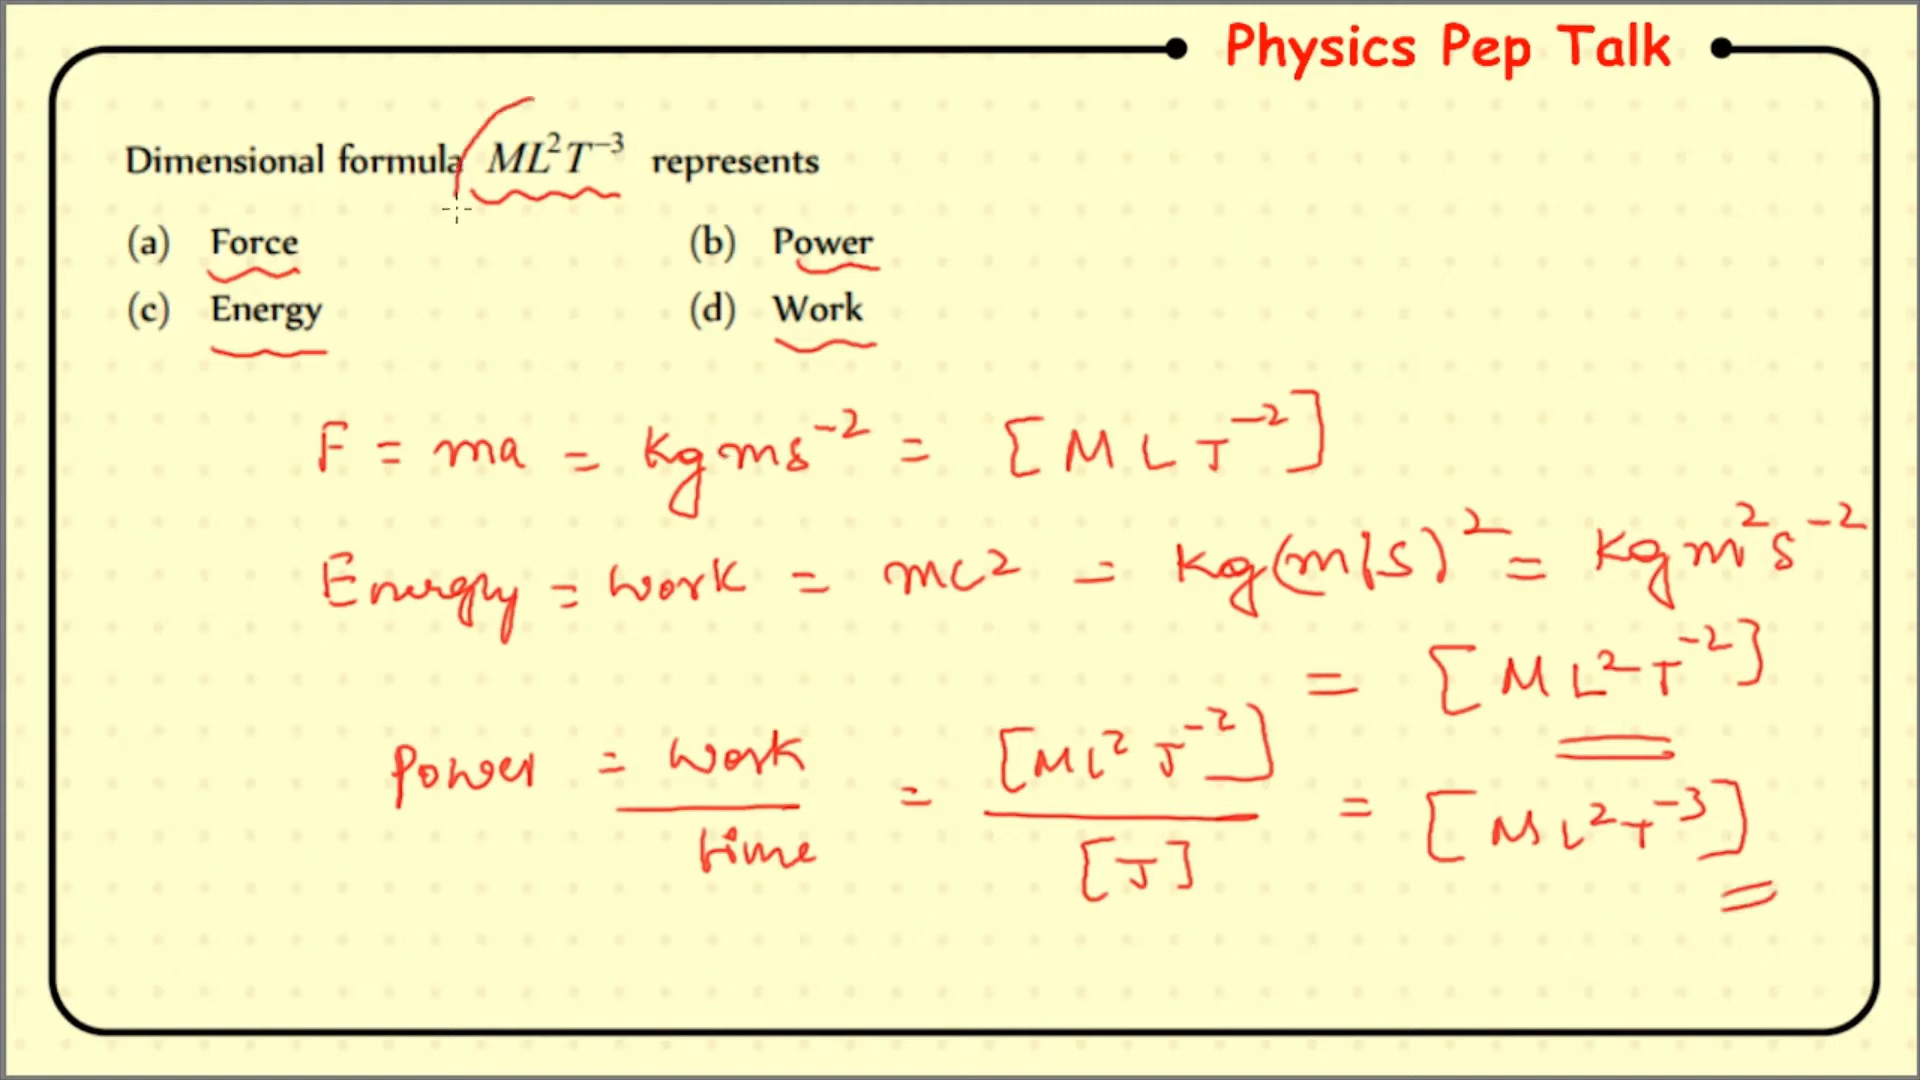 Physics Pep Talk
Dimensional formula ML²T⁻³ represents
(a) Force (b) Power
(c) Energy (d) Work
F = ma = kgms⁻² = [MLT⁻²]
Energy = work = mc² = kg(m/s)² = kgm²s⁻²
= [ML²T⁻²]
Power = work / time = [ML²T⁻²] / [T] = [ML²T⁻³]